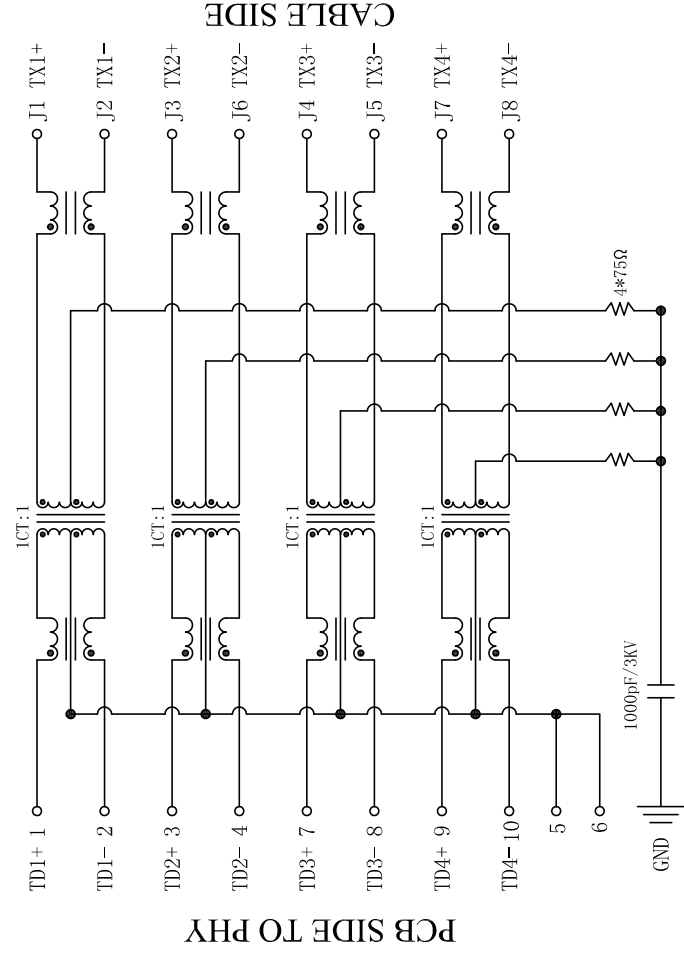 CABLE SIDE
J1 TX1+
J2 TX1-
J3 TX2+
J6 TX2-
J4 TX3+
J5 TX3-
J7 TX4+
J8 TX4-
4*75Ω
1CT:1
1CT:1
1CT:1
1CT:1
1000pF/3KV
TD1+ 1
TD1- 2
TD2+ 3
TD2- 4
TD3+ 7
TD3- 8
TD4+ 9
TD4- 10
5
6
GND
PCB SIDE TO PHY